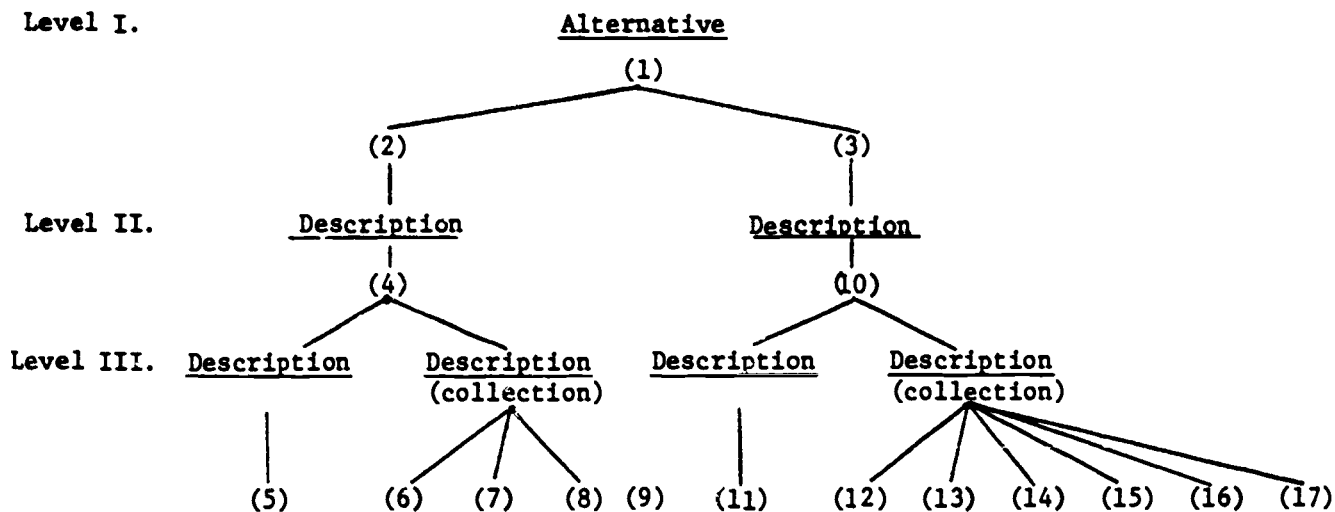 Level I. Alternative
(1)
(2) (3)
Level II. Description Description
(4) (10)
Level III. Description Description Description Description
(collection) (collection)
(5) (6) (7) (8) (9) (11) (12) (13) (14) (15) (16) (17)